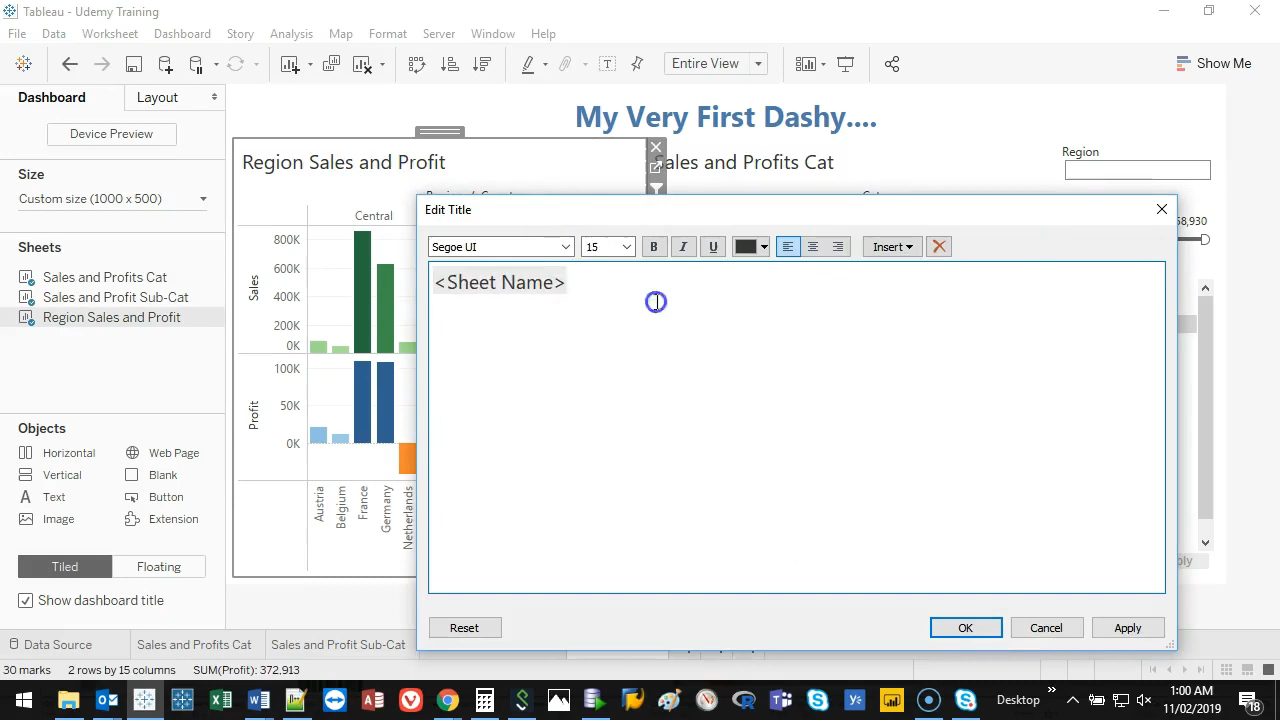 Tableau - Udemy Training
File Data Worksheet Dashboard Story Analysis Map Format Server Window Help
Entire View
Show Me
Dashboard Layout
Device Preview
Size
Custom size (1000 x 500)
Sheets
Sales and Profits Cat
Sales and Profit Sub-Cat
Region Sales and Profit
Objects
Horizontal Web Page
Vertical Blank
Text Button
Image Extension
Tiled Floating
Show dashboard title
My Very First Dashy....
Region Sales and Profit
Sales and Profits Cat
Region
58,930
Central
Sales
800K
600K
400K
200K
0K
Profit
100K
50K
0K
Austria
Belgium
France
Germany
Netherlands
Edit Title
Segoe UI 15 B I U Insert
<Sheet Name>
Reset OK Cancel Apply
Data Source Sales and Profits Cat Sales and Profit Sub-Cat
30 marks 2 rows by 15 columns SUM(Profit): 372,913
Desktop
1:00 AM
11/02/2019
18